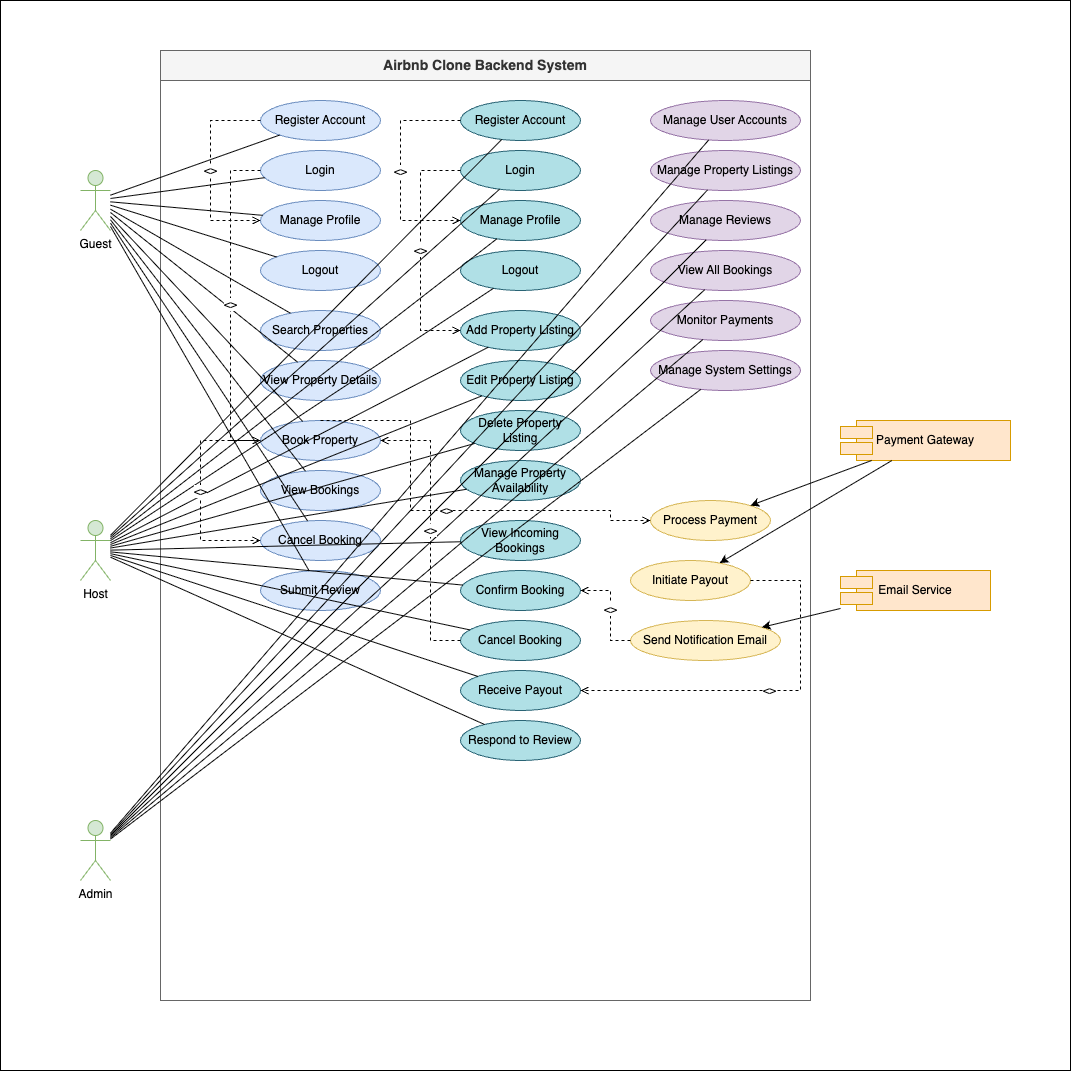 Airbnb Clone Backend System
Register Account
Login
Manage Profile
Logout
Search Properties
View Property Details
Book Property
View Bookings
Cancel Booking
Submit Review
Register Account
Login
Manage Profile
Logout
Add Property Listing
Edit Property Listing
Delete Property
Listing
Manage Property
Availability
View Incoming
Bookings
Confirm Booking
Cancel Booking
Receive Payout
Respond to Review
Manage User Accounts
Manage Property Listings
Manage Reviews
View All Bookings
Monitor Payments
Manage System Settings
Process Payment
Initiate Payout
Send Notification Email
Payment Gateway
Email Service
Guest
Host
Admin